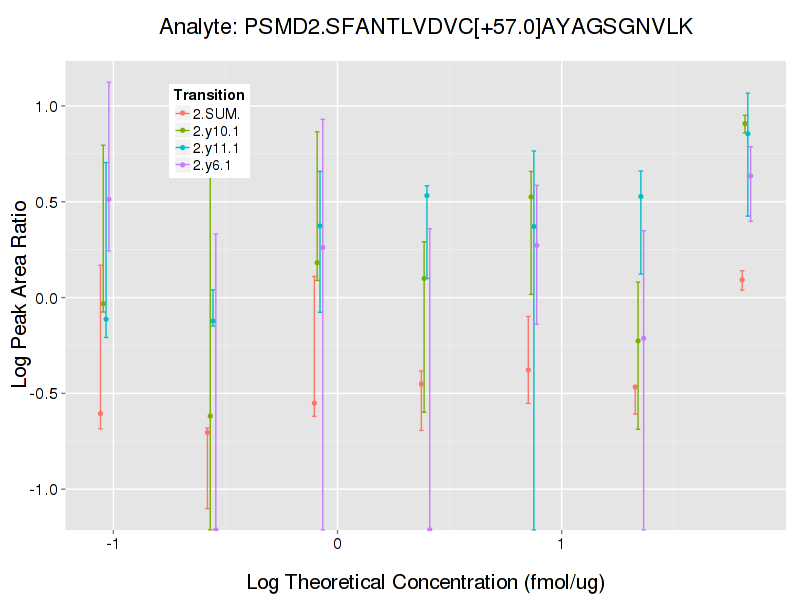 Analyte: PSMD2.SFANTLVDVC[+57.0]AYAGSGNVLK
Transition
2.SUM.
2.y10.1
2.y11.1
2.y6.1
Log Peak Area Ratio
1.0
0.5
0.0
-0.5
-1.0
-1 0 1
Log Theoretical Concentration (fmol/ug)